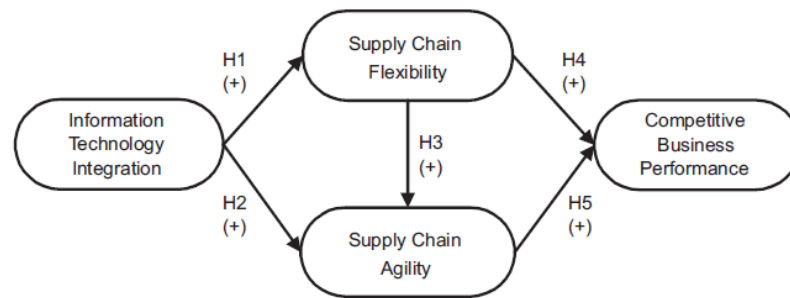 H1
(+)
Supply Chain
Flexibility
H4
(+)
Information
Technology
Integration
H3
(+)
Competitive
Business
Performance
H2
(+)
Supply Chain
Agility
H5
(+)